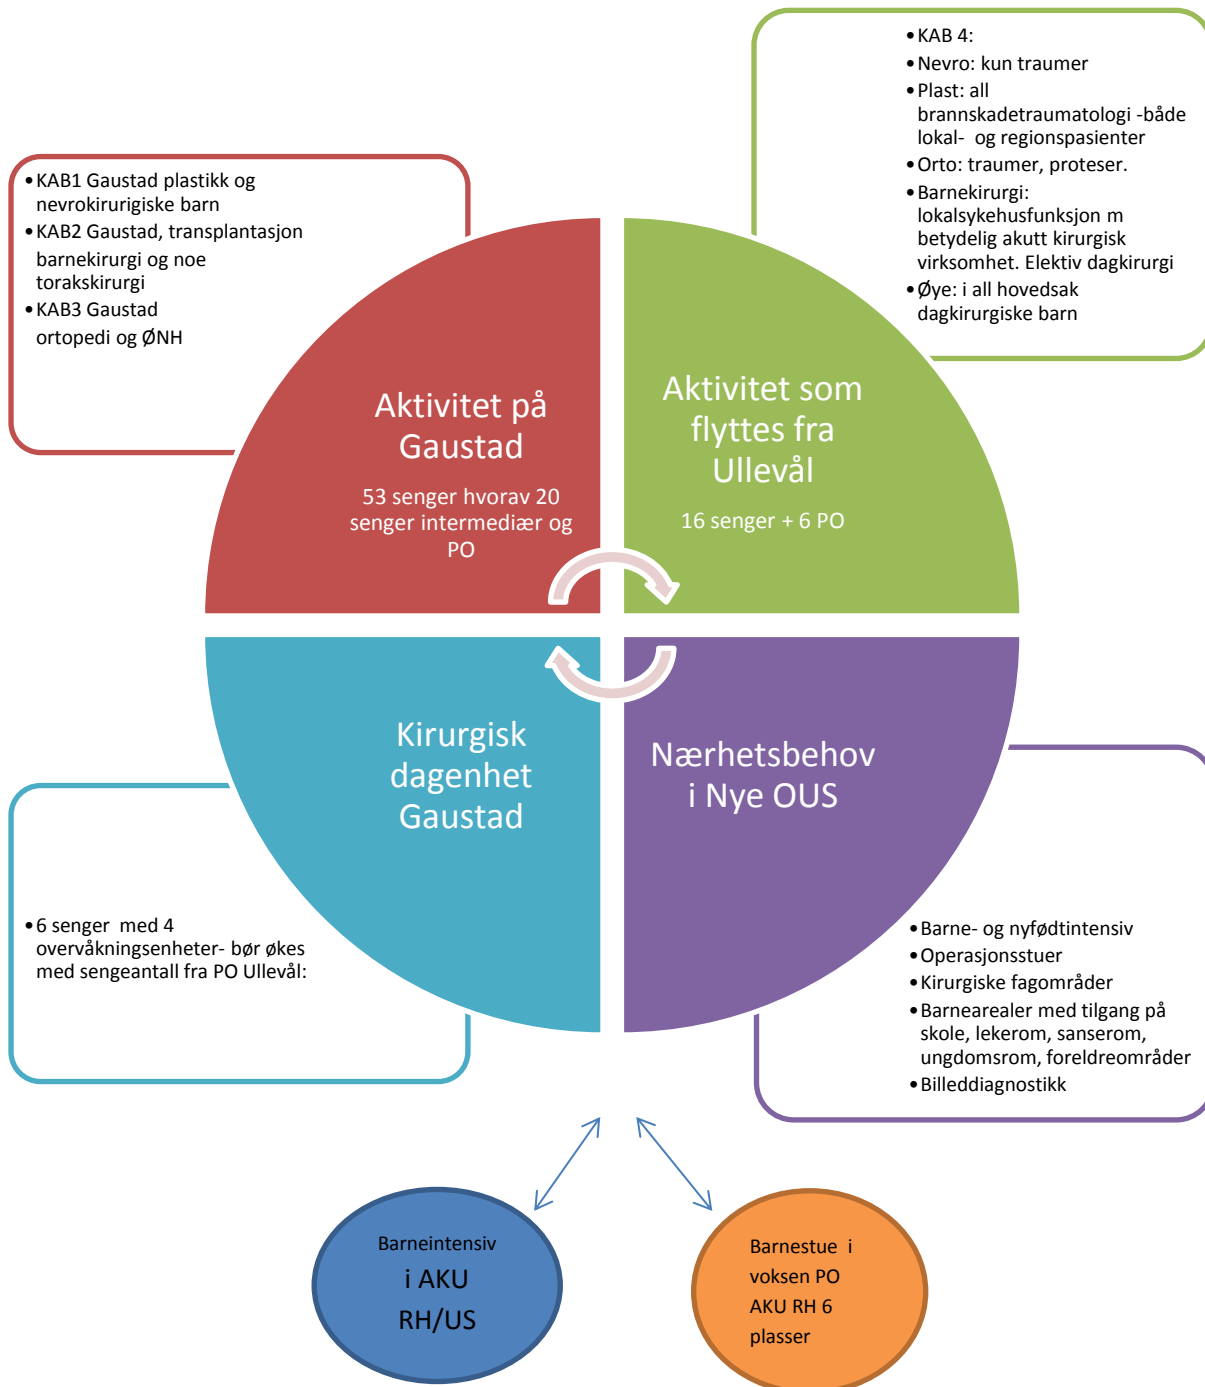 •KAB1 Gaustad plastikk og
nevrokirurigiske barn
•KAB2 Gaustad, transplantasjon
barnekirurgi og noe
torakskirurgi
•KAB3 Gaustad
ortopedi og ØNH
•KAB 4:
•Nevro: kun traumer
•Plast: all
brannskadetraumatologi -både
lokal- og regionspasienter
•Orto: traumer, proteser.
•Barnekirurgi:
lokalsykehusfunksjon m
betydelig akutt kirurgisk
virksomhet. Elektiv dagkirurgi
•Øye: i all hovedsak
dagkirurgiske barn
Aktivitet på
Gaustad
53 senger hvorav 20
senger intermediær og
PO
Aktivitet som
flyttes fra
Ullevål
16 senger + 6 PO
Kirurgisk
dagenhet
Gaustad
Nærhetsbehov
i Nye OUS
•6 senger med 4
overvåkningsenheter- bør økes
med sengeantall fra PO Ullevål:
•Barne- og nyfødtintensiv
•Operasjonsstuer
•Kirurgiske fagområder
•Barnearealer med tilgang på
skole, lekerom, sanserom,
ungdomsrom, foreldreområder
•Billeddiagnostikk
Barneintensiv
i AKU
RH/US
Barnestue i
voksen PO
AKU RH 6
plasser